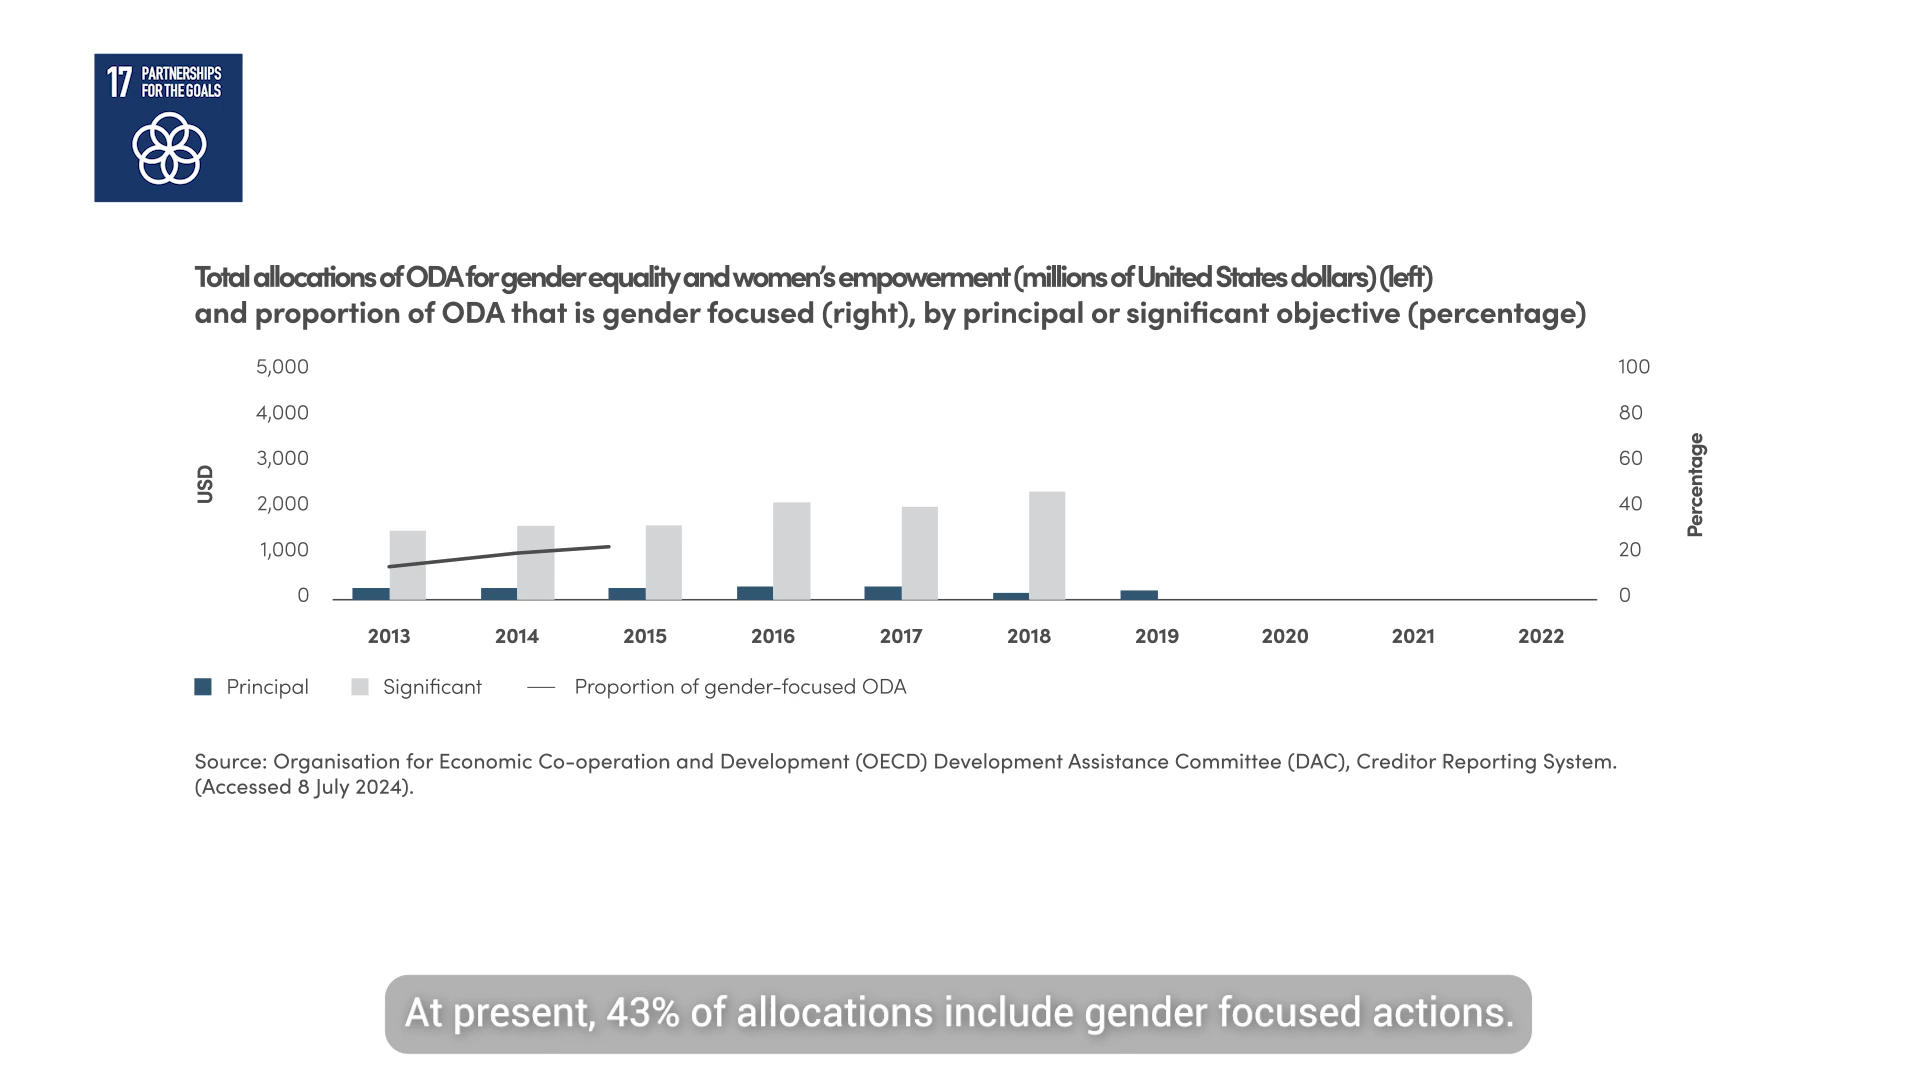 17 PARTNERSHIPS
FOR THE GOALS
Total allocations of ODA for gender equality and women's empowerment (millions of United States dollars) (left)
and proportion of ODA that is gender focused (right), by principal or significant objective (percentage)
5,000
4,000
3,000
2,000
1,000
0
USD
100
80
60
40
20
0
Percentage
2013 2014 2015 2016 2017 2018 2019 2020 2021 2022
Principal Significant Proportion of gender-focused ODA
Source: Organisation for Economic Co-operation and Development (OECD) Development Assistance Committee (DAC), Creditor Reporting System.
(Accessed 8 July 2024).
At present, 43% of allocations include gender focused actions.